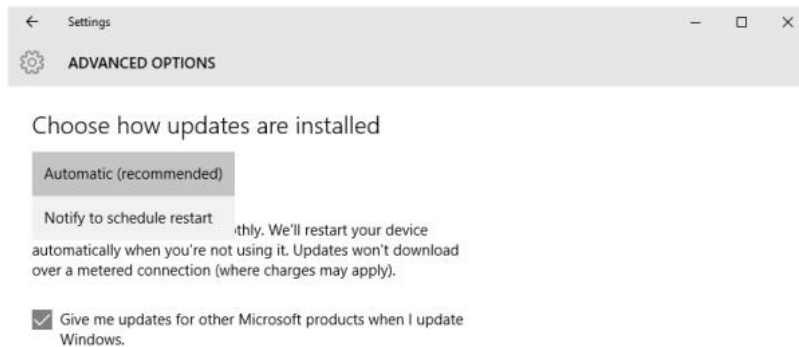 Settings
ADVANCED OPTIONS
Choose how updates are installed
Automatic (recommended)
Notify to schedule restart
We'll restart your device
automatically when you're not using it. Updates won't download
over a metered connection (where charges may apply).
Give me updates for other Microsoft products when I update
Windows.